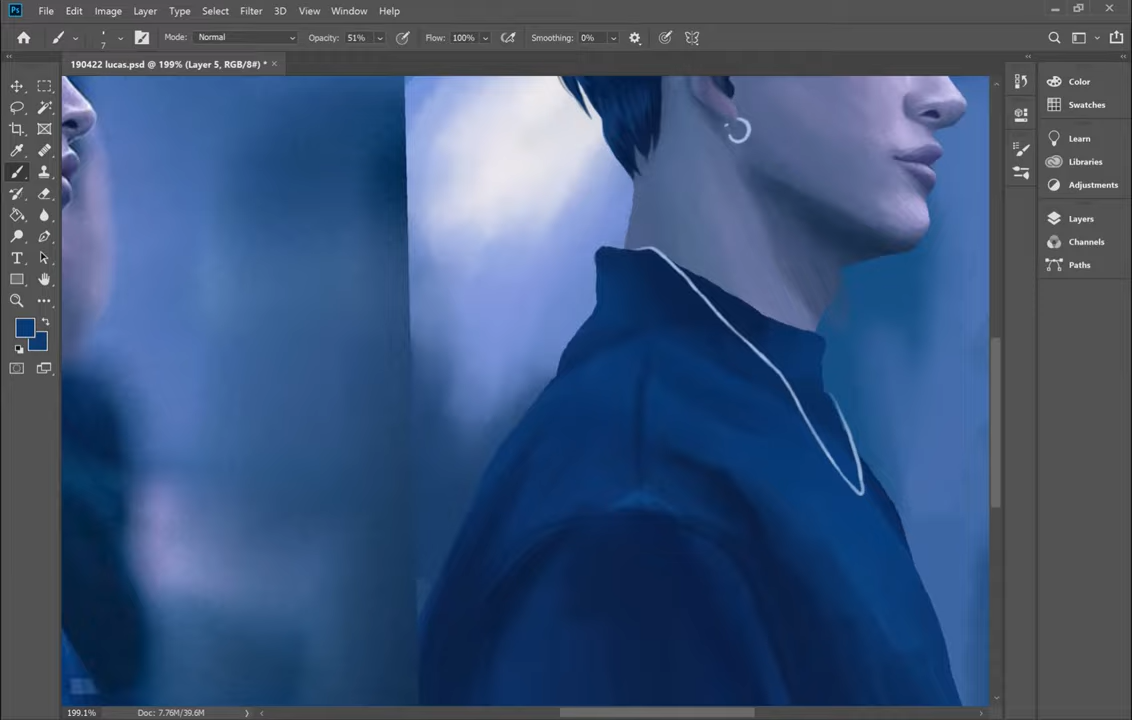 Ps File Edit Image Layer Type Select Filter 3D View Window Help
7 Mode: Normal Opacity: 51% Flow: 100% Smoothing: 0%
190422 lucas.psd @ 199% (Layer 5, RGB/8#) *
Color
Swatches
Learn
Libraries
Adjustments
Layers
Channels
Paths
199.1% Doc: 7.76M/39.6M